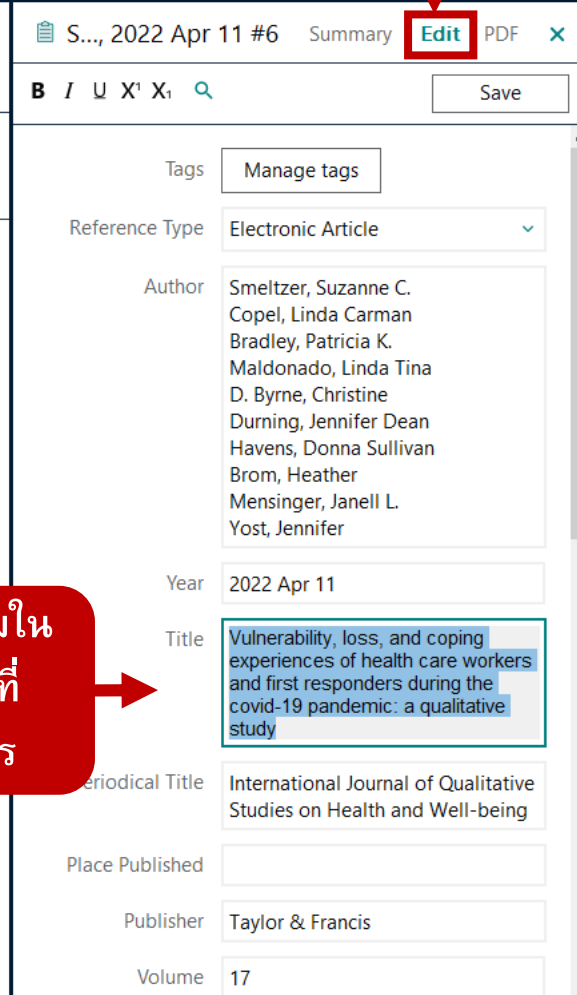 S..., 2022 Apr 11 #6 Summary Edit PDF ×
B I U X¹ X₁ Save
Tags Manage tags
Reference Type Electronic Article
Author Smeltzer, Suzanne C.
Copel, Linda Carman
Bradley, Patricia K.
Maldonado, Linda Tina
D. Byrne, Christine
Durning, Jennifer Dean
Havens, Donna Sullivan
Brom, Heather
Mensinger, Janell L.
Yost, Jennifer
Year 2022 Apr 11
Title Vulnerability, loss, and coping
experiences of health care workers
and first responders during the
covid-19 pandemic: a qualitative
study
eriodical Title International Journal of Qualitative
Studies on Health and Well-being
Place Published
Publisher Taylor & Francis
Volume 17